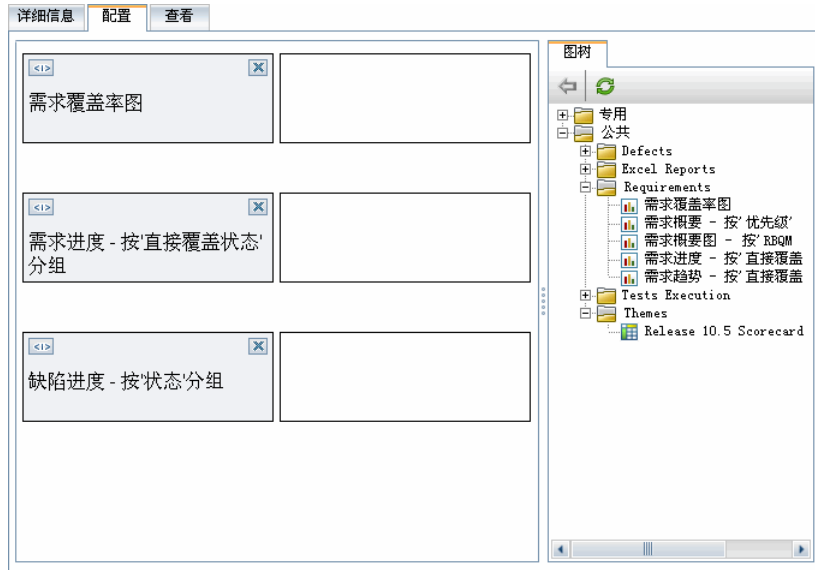 详细信息 配置 查看
<I>
需求覆盖率图
<I>
需求进度 - 按'直接覆盖状态'
分组
<I>
缺陷进度 - 按'状态'分组
图树
专用
公共
Defects
Excel Reports
Requirements
需求覆盖率图
需求概要 - 按'优先级'
需求概要图 - 按'RBQM
需求进度 - 按'直接覆盖
需求趋势 - 按'直接覆盖
Tests Execution
Themes
Release 10.5 Scorecard